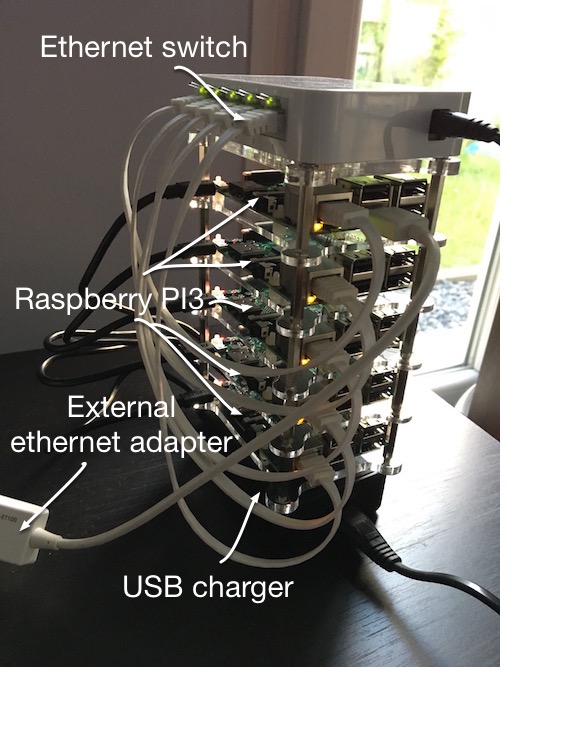 Ethernet switch
Raspberry PI3
External
ethernet adapter
USB charger